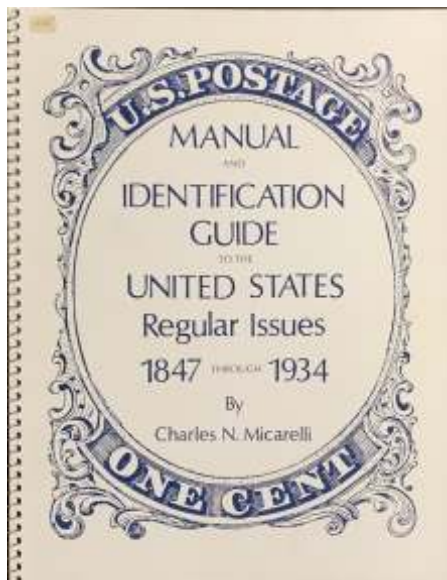 U.S. POSTAGE
MANUAL
AND
IDENTIFICATION
GUIDE
TO THE
UNITED STATES
Regular Issues
1847 THROUGH 1934
By
Charles N. Micarelli
ONE CENT